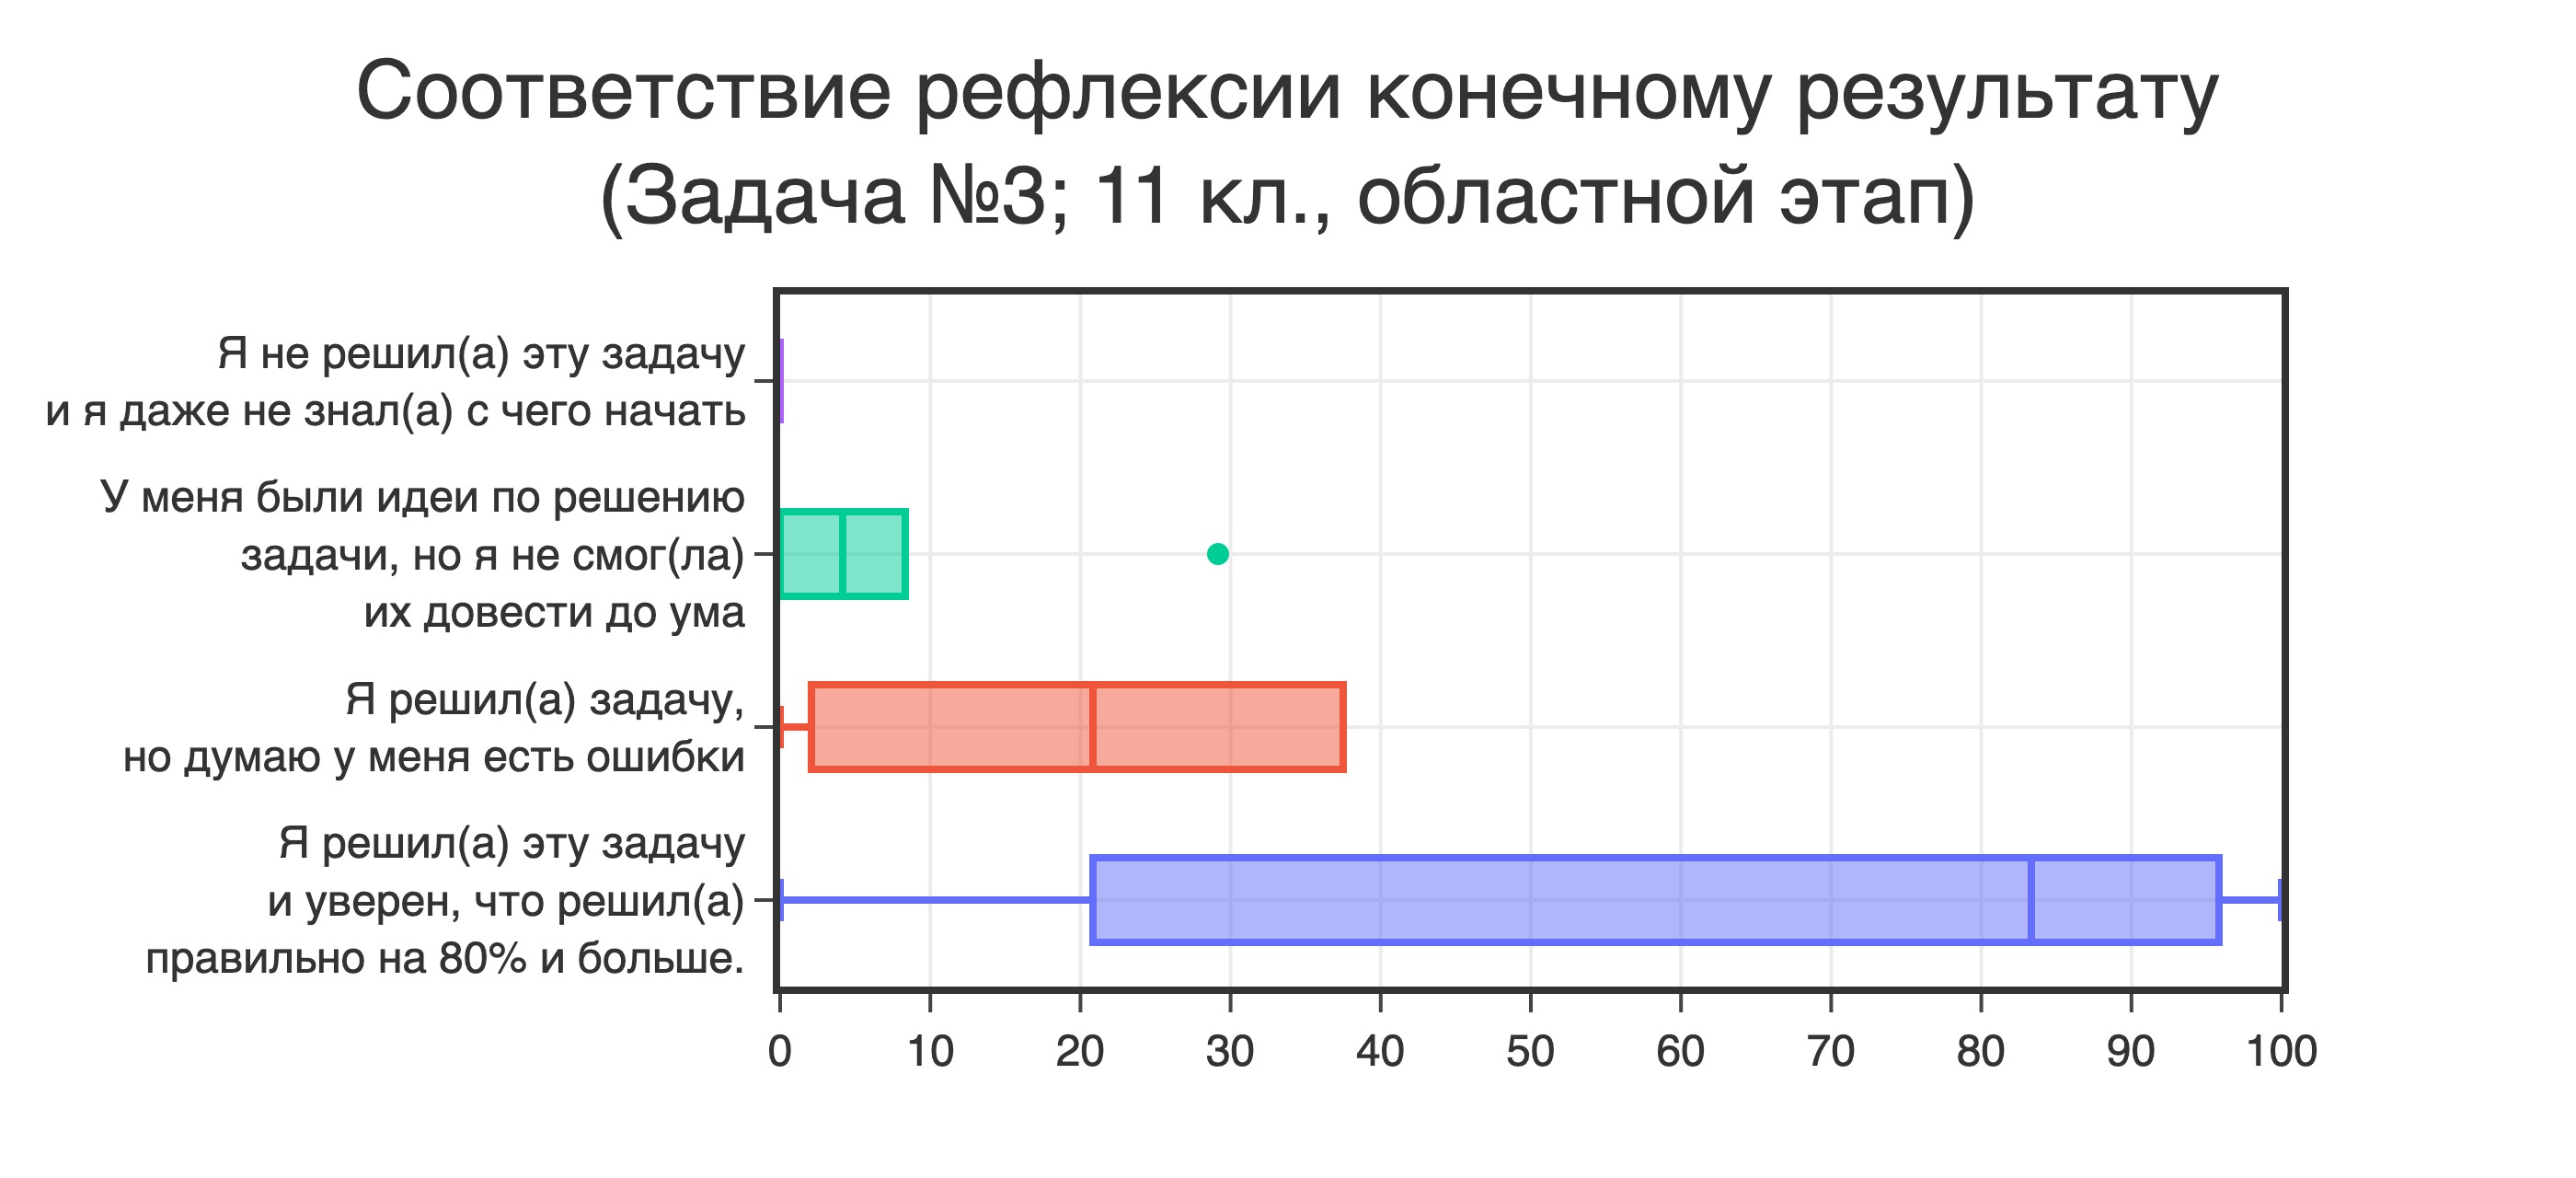 Соответствие рефлексии конечному результату
(Задача №3; 11 кл., областной этап)
Я не решил(а) эту задачу
и я даже не знал(а) с чего начать
У меня были идеи по решению
задачи, но я не смог(ла)
их довести до ума
Я решил(а) задачу,
но думаю у меня есть ошибки
Я решил(а) эту задачу
и уверен, что решил(а)
правильно на 80% и больше.
0 10 20 30 40 50 60 70 80 90 100